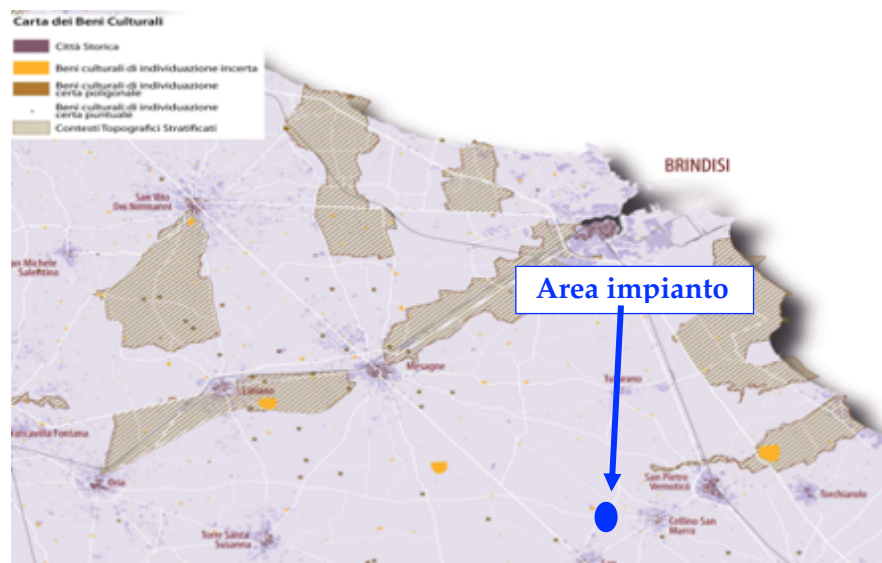 Carta dei Beni Culturali
Città Storica
Beni culturali di individuazione incerta
Beni culturali di individuazione
certa poligonale
Beni culturali di individuazione
certa puntuale
Contesti Topografici Stratificati
BRINDISI
San Vito
Dei Normanni
an Michele
Salentino
Area impianto
Mesagne
Tuturano
Latiano
rancavilla Fontana
Oria
San Pietro
Vernotico
Torchiarolo
Cellino San
Marco
Torre Santa
Susanna
San